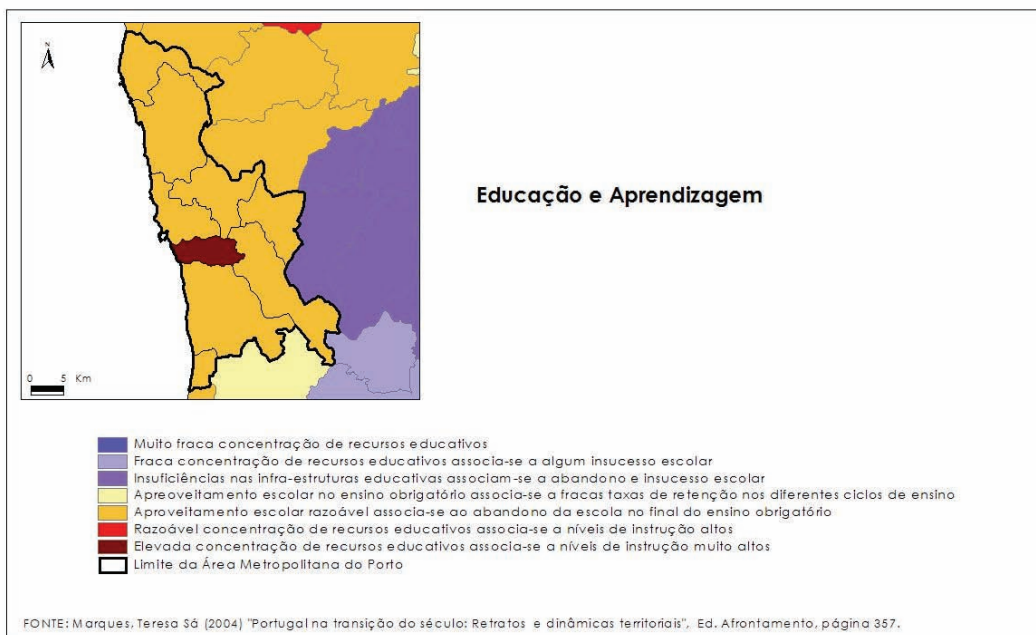 N
Educação e Aprendizagem
0 5 Km
Muito fraca concentração de recursos educativos
Fraca concentração de recursos educativos associa-se a algum insucesso escolar
Insuficiências nas infra-estruturas educativas associam-se a abandono e insucesso escolar
Apreoveitamento escolar no ensino obrigatório associa-se a fracas taxas de retenção nos diferentes ciclos de ensino
Aproveitamento escolar razoável associa-se ao abandono da escola no final do ensino obrigatório
Razoável concentração de recursos educativos associa-se a níveis de instrução altos
Elevada concentração de recursos educativos associa-se a níveis de instrução muito altos
Limite da Área Metropolitana do Porto
FONTE: Marques, Teresa Sá (2004) "Portugal na transição do século: Retratos e dinâmicas territoriais", Ed. Afrontamento, página 357.